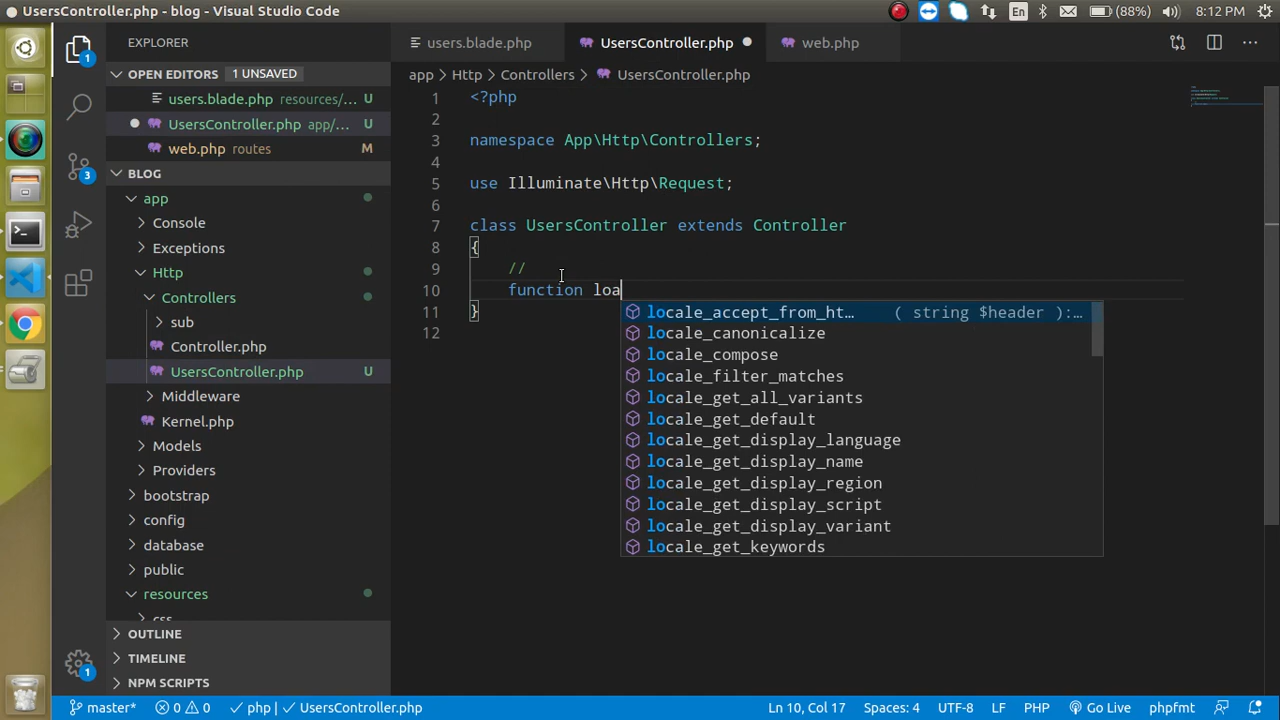 UsersController.php - blog - Visual Studio Code
En
(88%)
8:12 PM
EXPLORER
OPEN EDITORS 1 UNSAVED
users.blade.php resources/... U
UsersController.php app/... U
web.php routes M
BLOG
app
Console
Exceptions
Http
Controllers
sub
Controller.php
UsersController.php U
Middleware
Kernel.php
Models
Providers
bootstrap
config
database
public
resources
css
OUTLINE
TIMELINE
NPM SCRIPTS
1
3
1
users.blade.php
UsersController.php
web.php
app > Http > Controllers > UsersController.php
1 <?php
2
3 namespace App\Http\Controllers;
4
5 use Illuminate\Http\Request;
6
7 class UsersController extends Controller
8 {
9 //
10 function loa
11 }
12
locale_accept_from_ht... ( string $header ):...
locale_canonicalize
locale_compose
locale_filter_matches
locale_get_all_variants
locale_get_default
locale_get_display_language
locale_get_display_name
locale_get_display_region
locale_get_display_script
locale_get_display_variant
locale_get_keywords
master* 0 0 php | UsersController.php Ln 10, Col 17 Spaces: 4 UTF-8 LF PHP Go Live phpfmt